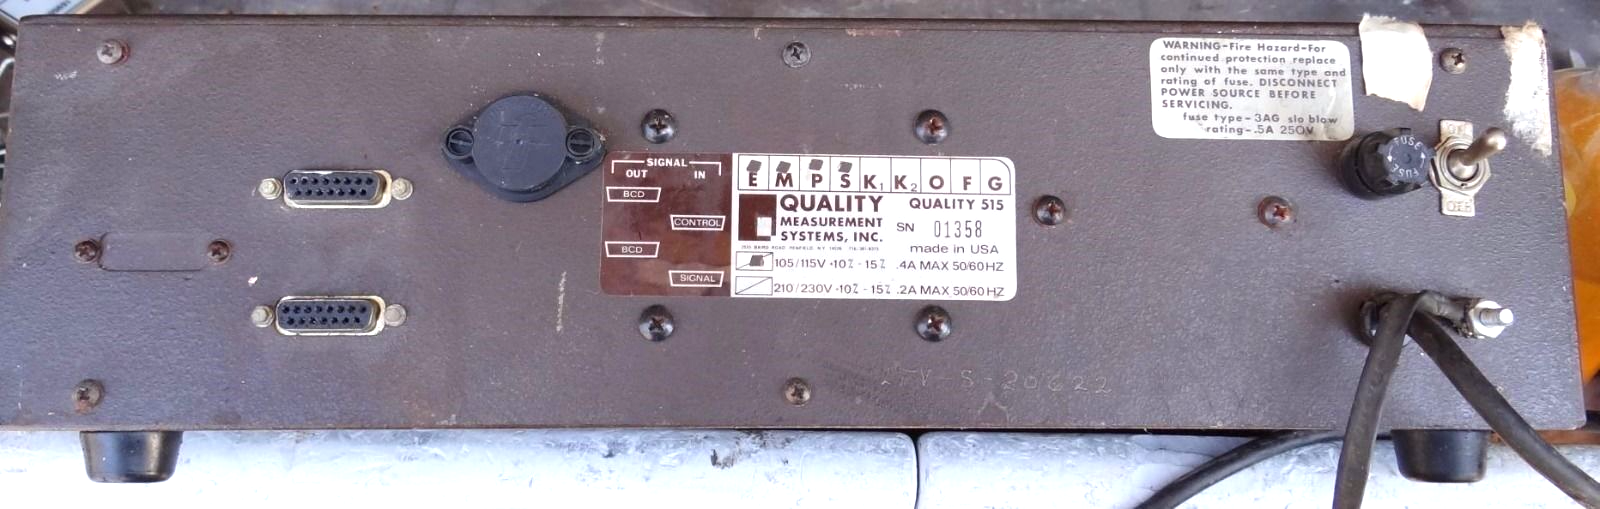 SIGNAL
OUT IN
BCD
CONTROL
BCD
SIGNAL
E M P S K1 K2 O F G
QUALITY
MEASUREMENT
SYSTEMS, INC.
QUALITY 515
SN 01358
made in USA
105/115V +10% - 15% .4A MAX 50/60HZ
210/230V +10% - 15% .2A MAX 50/60HZ
WARNING-Fire Hazard-For
continued protection replace
only with the same type and
rating of fuse. DISCONNECT
POWER SOURCE BEFORE
SERVICING.
fuse type-3AG slo blow
rating-.5A 250V
FUSE
FUSE
ON
OFF
V-S-20622